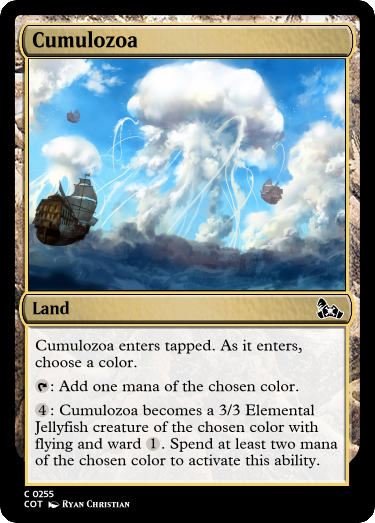 Cumulozoa
Land
Cumulozoa enters tapped. As it enters,
choose a color.
: Add one mana of the chosen color.
4: Cumulozoa becomes a 3/3 Elemental
Jellyfish creature of the chosen color with
flying and ward 1. Spend at least two mana
of the chosen color to activate this ability.
C 0255
COT Ryan Christian